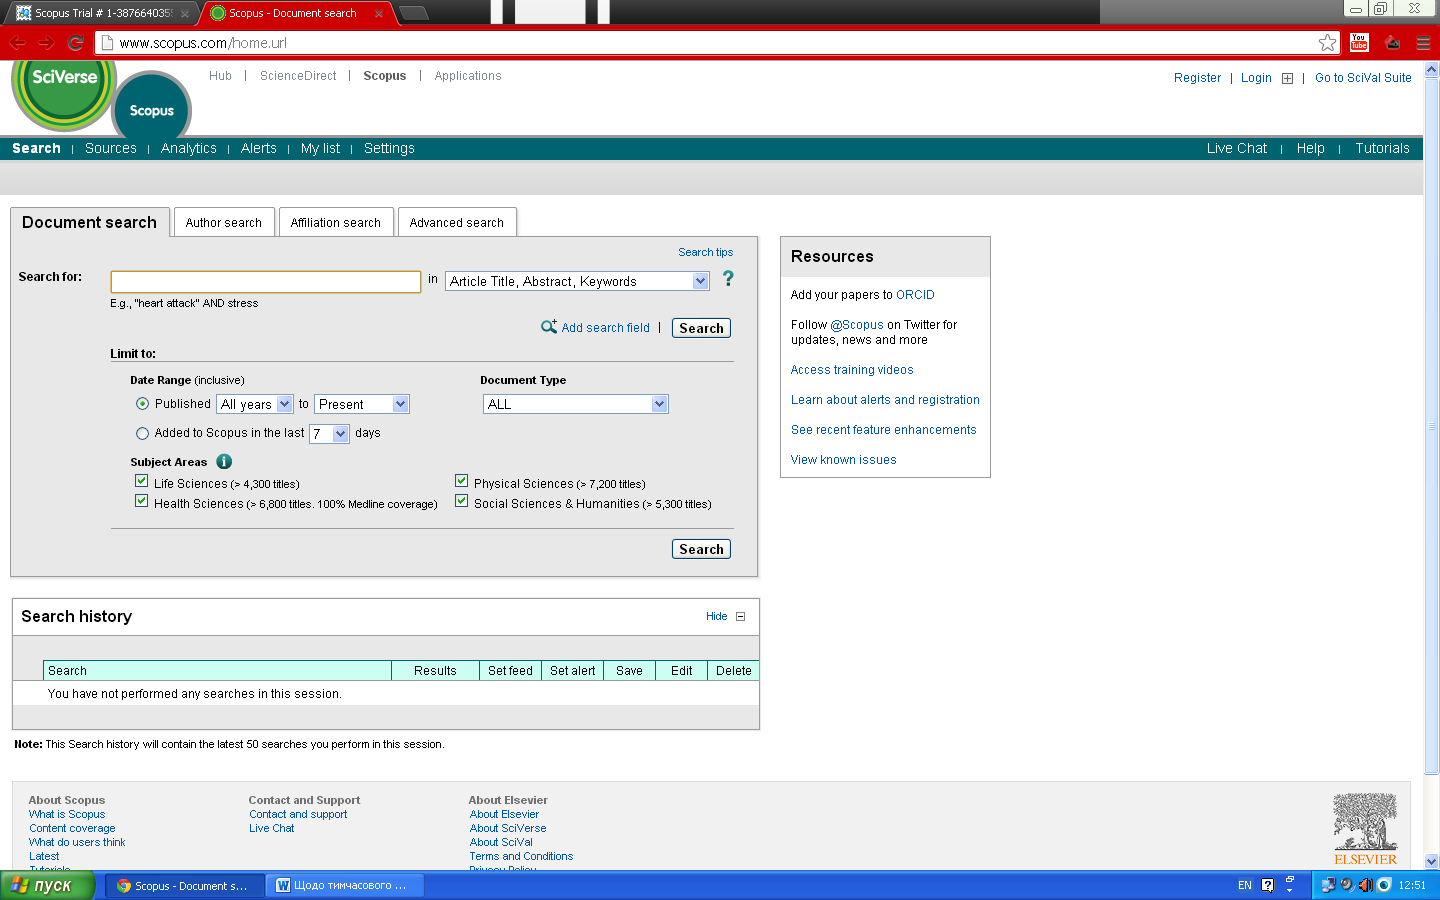 Scopus Trial # 1-3876640355
Scopus - Document search
www.scopus.com/home.url
You Tube
SciVerse
Scopus
Hub | ScienceDirect | Scopus | Applications
Register | Login | Go to SciVal Suite
Search | Sources | Analytics | Alerts | My list | Settings
Live Chat | Help | Tutorials
Document search
Author search
Affiliation search
Advanced search
Search tips
Search for:
in Article Title, Abstract, Keywords ?
E.g., "heart attack" AND stress
Add search field | Search
Limit to:
Date Range (inclusive)
Document Type
Published All years to Present
ALL
Added to Scopus in the last 7 days
Subject Areas i
Life Sciences (> 4,300 titles)
Physical Sciences (> 7,200 titles)
Health Sciences (> 6,800 titles. 100% Medline coverage)
Social Sciences & Humanities (> 5,300 titles)
Search
Resources
Add your papers to ORCID
Follow @Scopus on Twitter for
updates, news and more
Access training videos
Learn about alerts and registration
See recent feature enhancements
View known issues
Search history
Hide
Search Results Set feed Set alert Save Edit Delete
You have not performed any searches in this session.
Note: This Search history will contain the latest 50 searches you perform in this session.
About Scopus
What is Scopus
Content coverage
What do users think
Latest
Tutorials
Contact and Support
Contact and support
Live Chat
About Elsevier
About Elsevier
About SciVerse
About SciVal
Terms and Conditions
Privacy Policy
ELSEVIER
пуск
Scopus - Document s...
Щодо тимчасового ...
EN
12:51